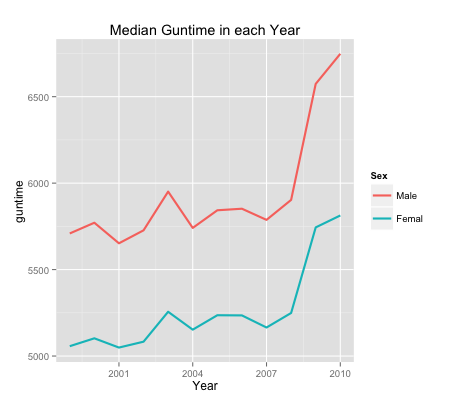 Median Guntime in each Year
6500
6000
5500
5000
guntime
2001 2004 2007 2010
Year
Sex
Male
Femal